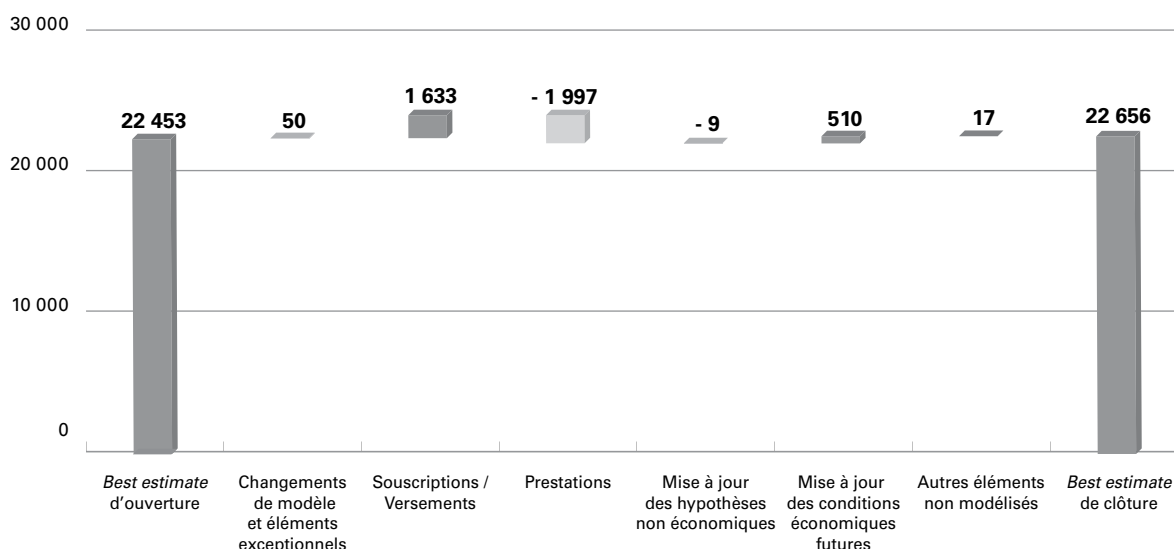 30 000
20 000
10 000
0
22 453
50
1 633
- 1 997
- 9
510
17
22 656
Best estimate
d’ouverture
Changements
de modèle
et éléments
exceptionnels
Souscriptions /
Versements
Prestations
Mise à jour
des hypothèses
non économiques
Mise à jour
des conditions
économiques
futures
Autres éléments
non modélisés
Best estimate
de clôture